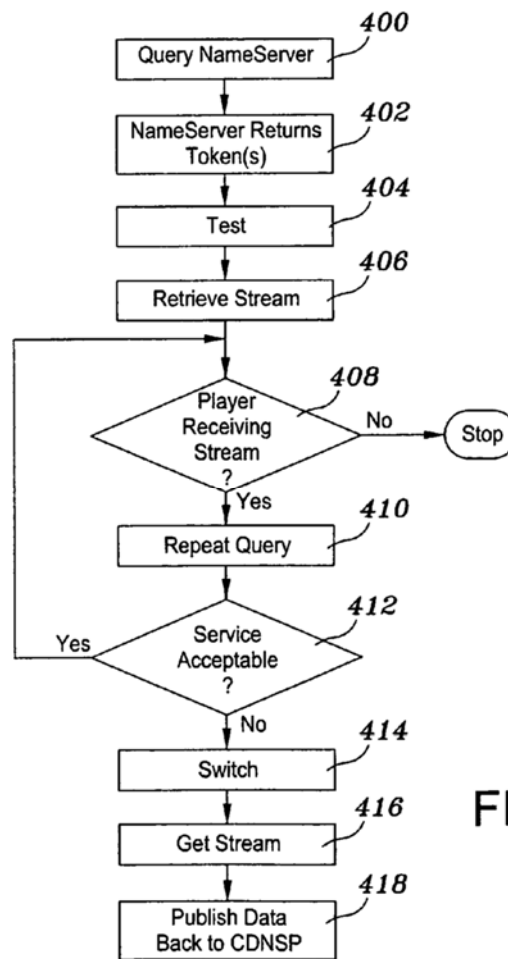 400
Query NameServer
402
NameServer Returns
Token(s)
404
Test
406
Retrieve Stream
408
Player
Receiving
Stream
?
No
Stop
Yes
410
Repeat Query
412
Yes
Service
Acceptable
?
No
414
Switch
416
Get Stream
418
Publish Data
Back to CDNSP